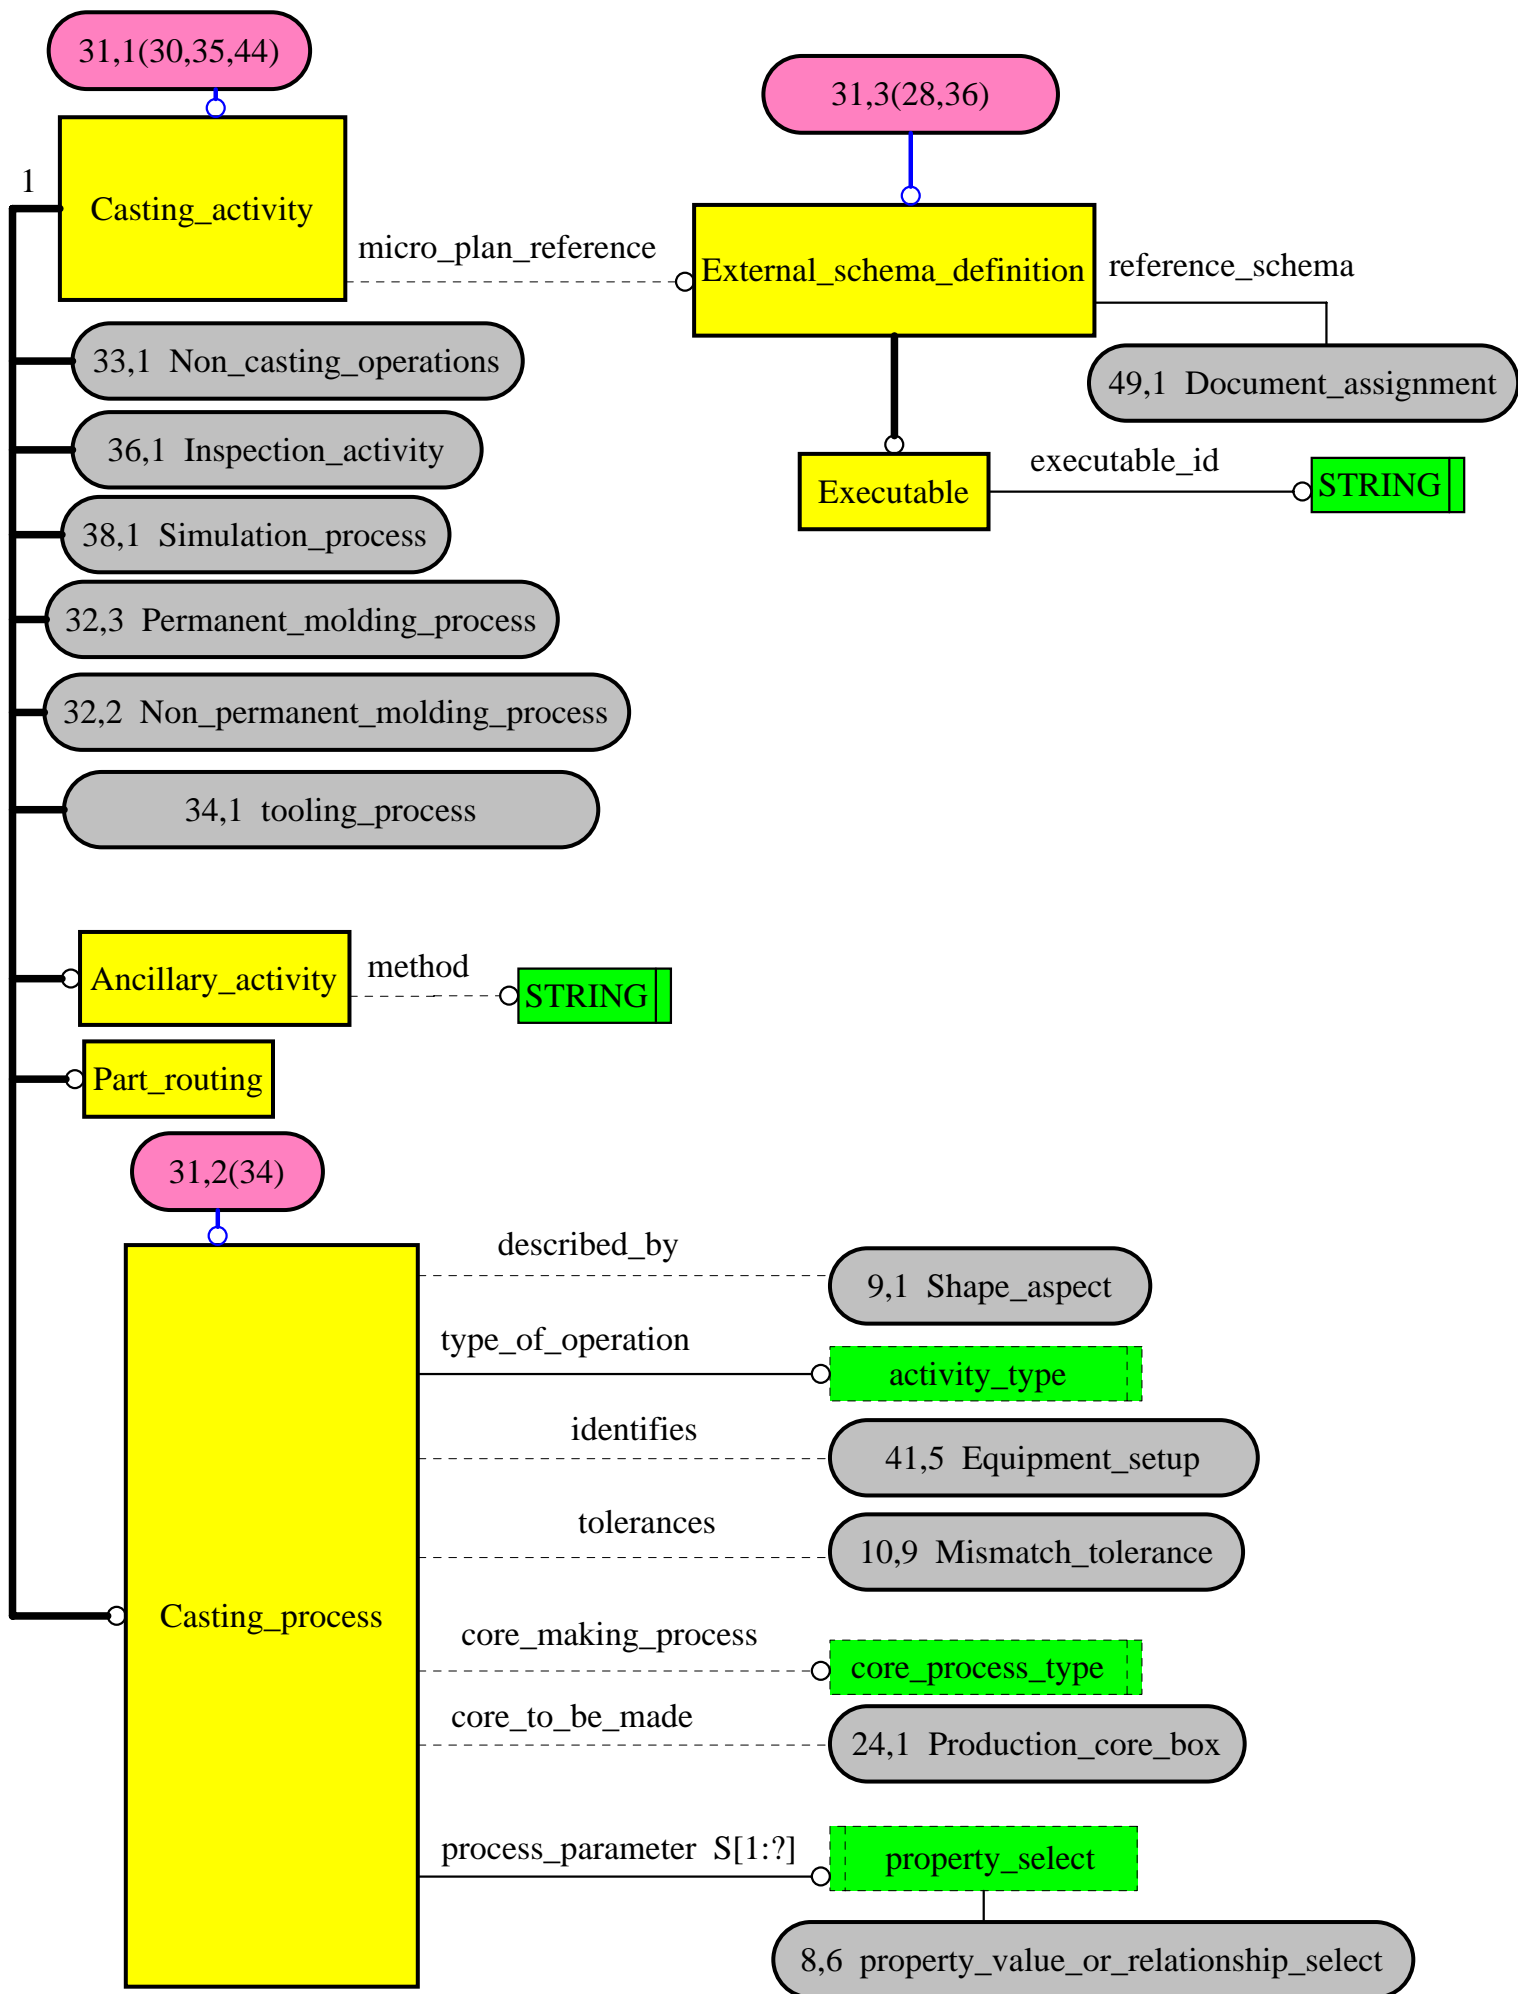 31,1(30,35,44)
31,3(28,36)
1
Casting_activity
micro_plan_reference
External_schema_definition
reference_schema
33,1 Non_casting_operations
49,1 Document_assignment
36,1 Inspection_activity
executable_id
Executable
STRING
38,1 Simulation_process
32,3 Permanent_molding_process
32,2 Non_permanent_molding_process
34,1 tooling_process
Ancillary_activity
method
STRING
Part_routing
31,2(34)
described_by
9,1 Shape_aspect
type_of_operation
activity_type
identifies
41,5 Equipment_setup
tolerances
10,9 Mismatch_tolerance
Casting_process
core_making_process
core_process_type
core_to_be_made
24,1 Production_core_box
process_parameter S[1:?]
property_select
8,6 property_value_or_relationship_select